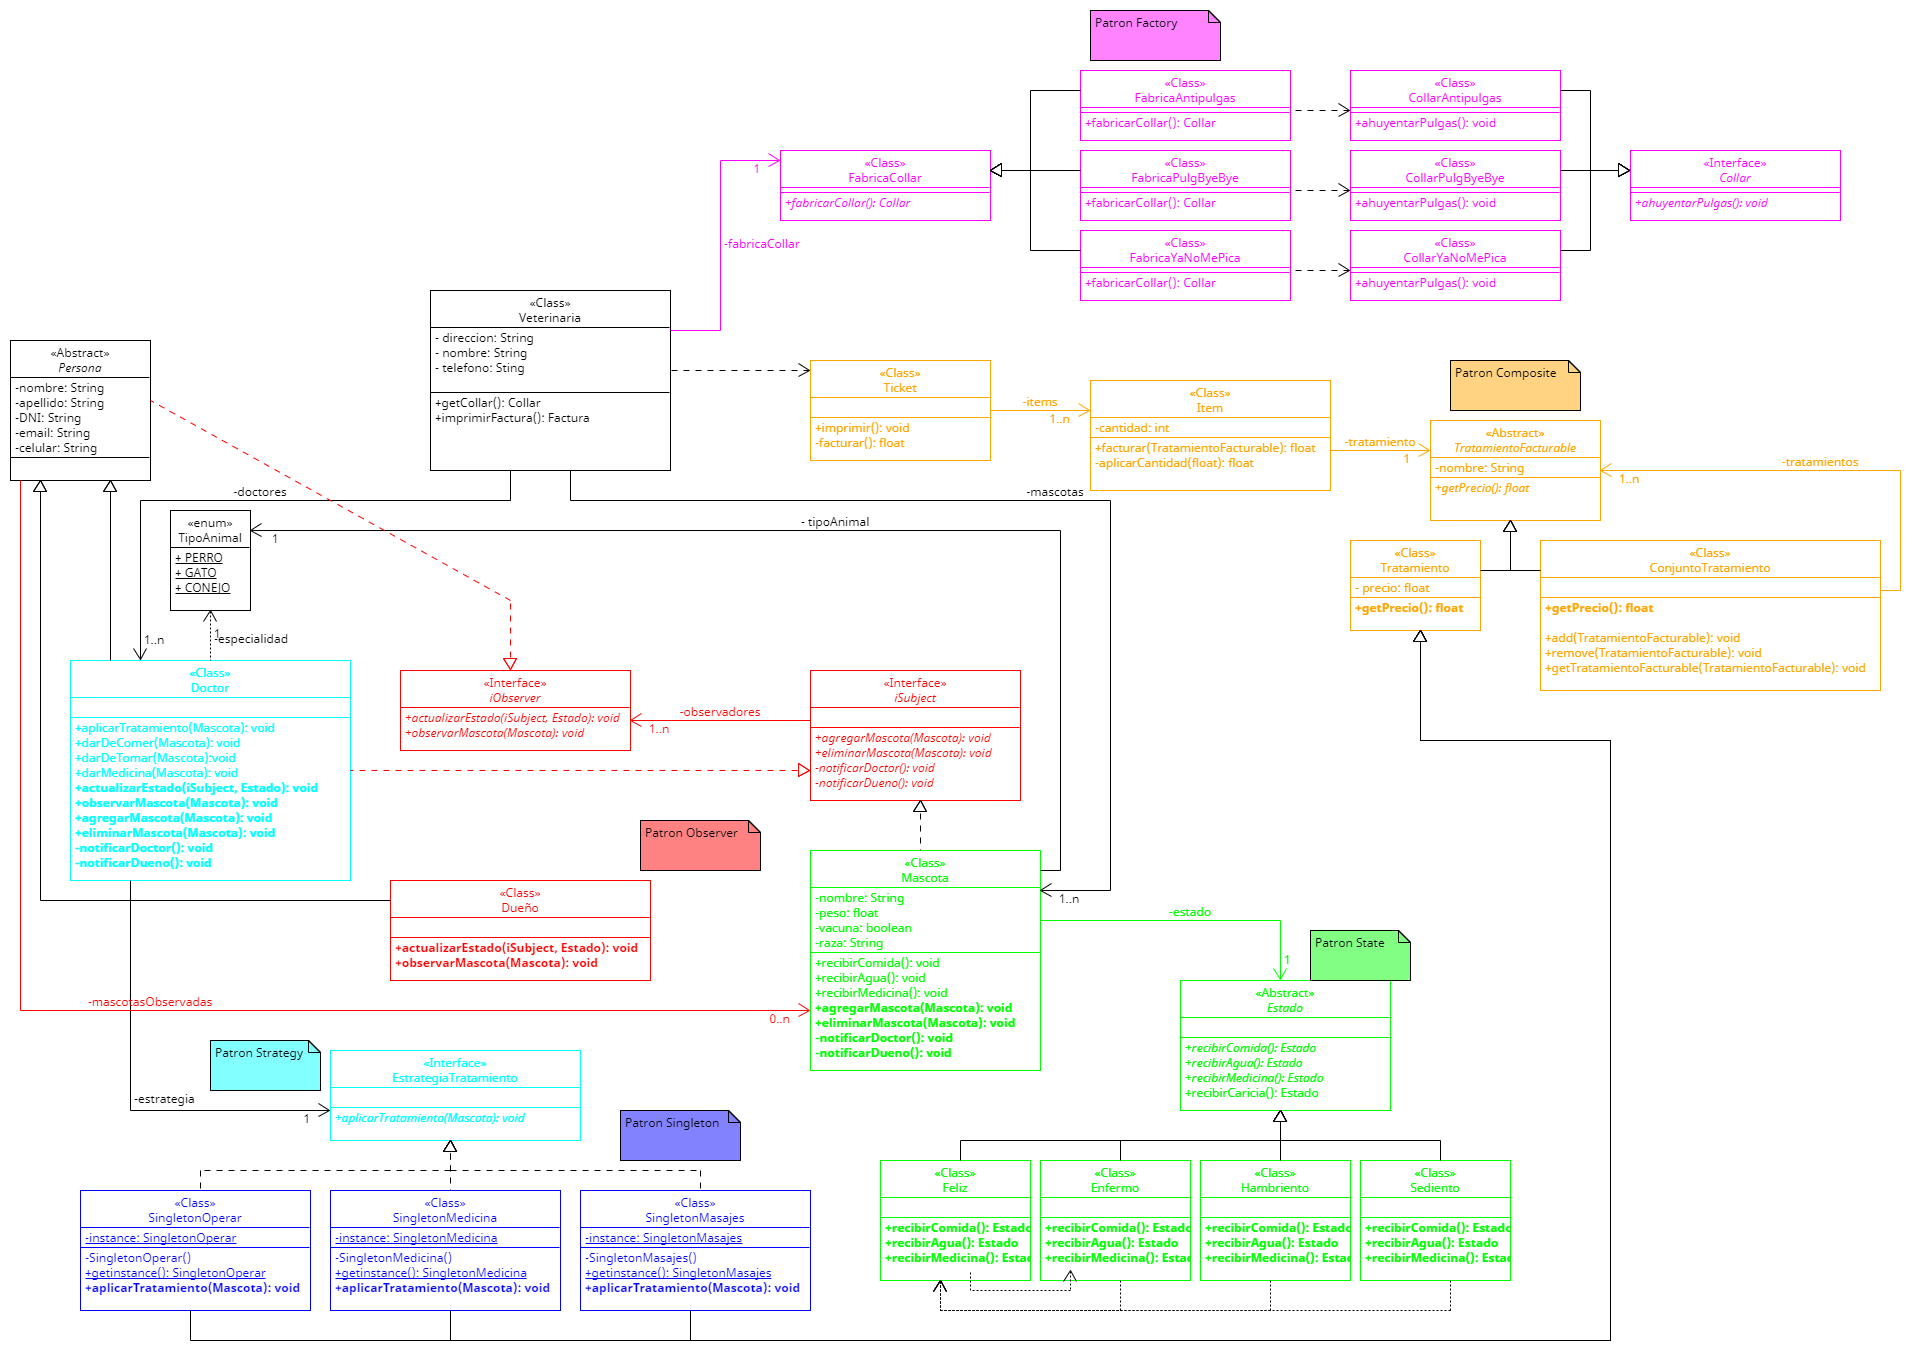 Patron Factory
«Class»
FabricaAntipulgas
+fabricarCollar(): Collar
«Class»
CollarAntipulgas
+ahuyentarPulgas(): void
«Class»
FabricaCollar
+fabricarCollar(): Collar
1
-fabricaCollar
«Class»
FabricaPulgByeBye
+fabricarCollar(): Collar
«Class»
CollarPulgByeBye
+ahuyentarPulgas(): void
«Interface»
Collar
+ahuyentarPulgas(): void
«Class»
FabricaYaNoMePica
+fabricarCollar(): Collar
«Class»
CollarYaNoMePica
+ahuyentarPulgas(): void
«Class»
Veterinaria
- direccion: String
- nombre: String
- telefono: Sting
+getCollar(): Collar
+imprimirFactura(): Factura
«Abstract»
Persona
-nombre: String
-apellido: String
-DNI: String
-email: String
-celular: String
«Class»
Ticket
+imprimir(): void
-facturar(): float
-items
1..n
«Class»
Item
-cantidad: int
+facturar(TratamientoFacturable): float
-aplicarCantidad(float): float
-tratamiento
1
Patron Composite
«Abstract»
TratamientoFacturable
-nombre: String
+getPrecio(): float
-tratamientos
1..n
-doctores
-mascotas
- tipoAnimal
1
«enum»
TipoAnimal
+ PERRO
+ GATO
+ CONEJO
1..n
1
-especialidad
«Class»
Tratamiento
- precio: float
+getPrecio(): float
«Class»
ConjuntoTratamiento
+getPrecio(): float
+add(TratamientoFacturable): void
+remove(TratamientoFacturable): void
+getTratamientoFacturable(TratamientoFacturable): void
«Class»
Doctor
+aplicarTratamiento(Mascota): void
+darDeComer(Mascota): void
+darDeTomar(Mascota):void
+darMedicina(Mascota): void
+actualizarEstado(iSubject, Estado): void
+observarMascota(Mascota): void
+agregarMascota(Mascota): void
+eliminarMascota(Mascota): void
-notificarDoctor(): void
-notificarDueno(): void
«Interface»
iObserver
+actualizarEstado(iSubject, Estado): void
+observarMascota(Mascota): void
-observadores
1..n
«Interface»
iSubject
+agregarMascota(Mascota): void
+eliminarMascota(Mascota): void
-notificarDoctor(): void
-notificarDueno(): void
Patron Observer
«Class»
Dueño
+actualizarEstado(iSubject, Estado): void
+observarMascota(Mascota): void
«Class»
Mascota
-nombre: String
-peso: float
-vacuna: boolean
-raza: String
+recibirComida(): void
+recibirAgua(): void
+recibirMedicina(): void
+agregarMascota(Mascota): void
+eliminarMascota(Mascota): void
-notificarDoctor(): void
-notificarDueno(): void
1..n
-estado
1
Patron State
-mascotasObservadas
0..n
«Abstract»
Estado
+recibirComida(): Estado
+recibirAgua(): Estado
+recibirMedicina(): Estado
+recibirCaricia(): Estado
Patron Strategy
«Interface»
EstrategiaTratamiento
+aplicarTratamiento(Mascota): void
-estrategia
1
Patron Singleton
«Class»
SingletonOperar
-instance: SingletonOperar
-SingletonOperar()
+getinstance(): SingletonOperar
+aplicarTratamiento(Mascota): void
«Class»
SingletonMedicina
-instance: SingletonMedicina
-SingletonMedicina()
+getinstance(): SingletonMedicina
+aplicarTratamiento(Mascota): void
«Class»
SingletonMasajes
-instance: SingletonMasajes
-SingletonMasajes()
+getinstance(): SingletonMasajes
+aplicarTratamiento(Mascota): void
«Class»
Feliz
+recibirComida(): Estado
+recibirAgua(): Estado
+recibirMedicina(): Estad
«Class»
Enfermo
+recibirComida(): Estado
+recibirAgua(): Estado
+recibirMedicina(): Estad
«Class»
Hambriento
+recibirComida(): Estado
+recibirAgua(): Estado
+recibirMedicina(): Estad
«Class»
Sediento
+recibirComida(): Estado
+recibirAgua(): Estado
+recibirMedicina(): Estad